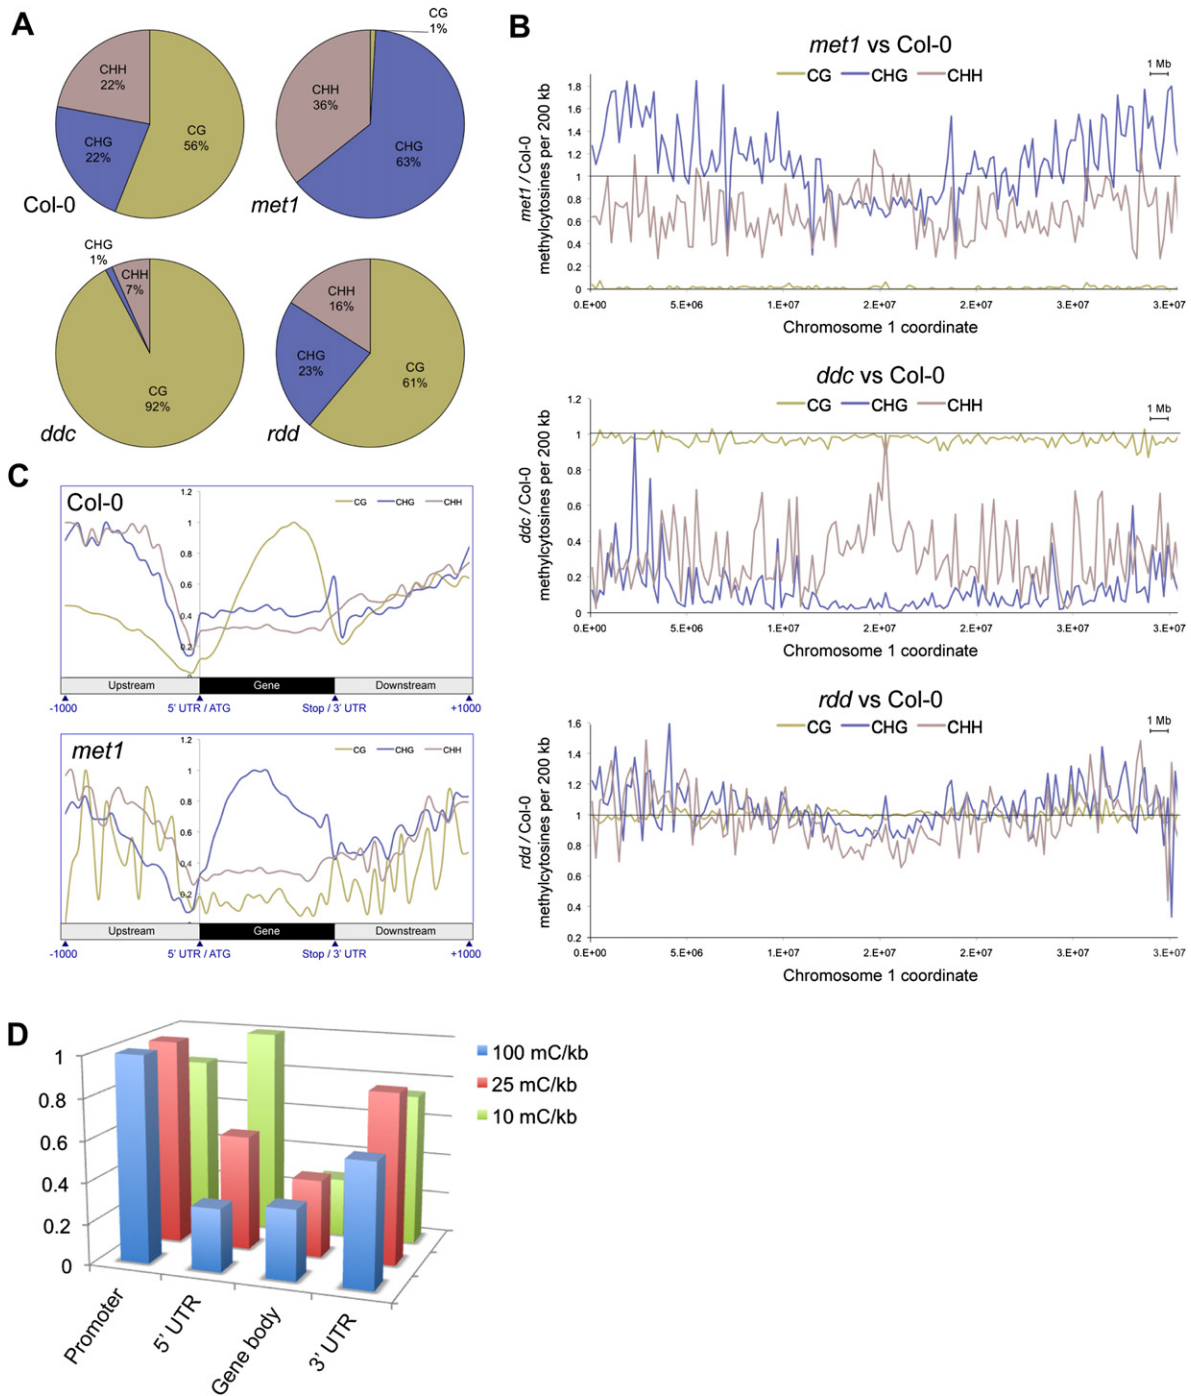 A
CHH
22%
CG
56%
CHG
22%
Col-0
CG
1%
CHH
36%
CHG
63%
met1
CHG
1%
CHH
7%
CG
92%
ddc
CHH
16%
CHG
23%
CG
61%
rdd
B
met1 vs Col-0
CG CHG CHH
1 Mb
met1 / Col-0
methylcytosines per 200 kb
1.8
1.6
1.4
1.2
1
0.8
0.6
0.4
0.2
0
0.E+00 5.E+06 1.E+07 2.E+07 2.E+07 3.E+07 3.E+07
Chromosome 1 coordinate
ddc vs Col-0
CG CHG CHH
1 Mb
ddc / Col-0
methylcytosines per 200 kb
1.2
1
0.8
0.6
0.4
0.2
0
0.E+00 5.E+06 1.E+07 2.E+07 2.E+07 3.E+07 3.E+07
Chromosome 1 coordinate
rdd vs Col-0
CG CHG CHH
1 Mb
rdd / Col-0
methylcytosines per 200 kb
1.6
1.4
1.2
1
0.8
0.6
0.4
0.2
0.E+00 5.E+06 1.E+07 2.E+07 2.E+07 3.E+07 3.E+07
Chromosome 1 coordinate
C
Col-0
CG CHG CHH
1.2
1
0.8
0.6
0.4
0.2
0
Upstream Gene Downstream
-1000 5' UTR / ATG Stop / 3' UTR +1000
met1
CG CHG CHH
1.2
1
0.8
0.6
0.4
0.2
Upstream Gene Downstream
-1000 5' UTR / ATG Stop / 3' UTR +1000
D
100 mC/kb
25 mC/kb
10 mC/kb
1
0.8
0.6
0.4
0.2
0
Promoter
5' UTR
Gene body
3' UTR